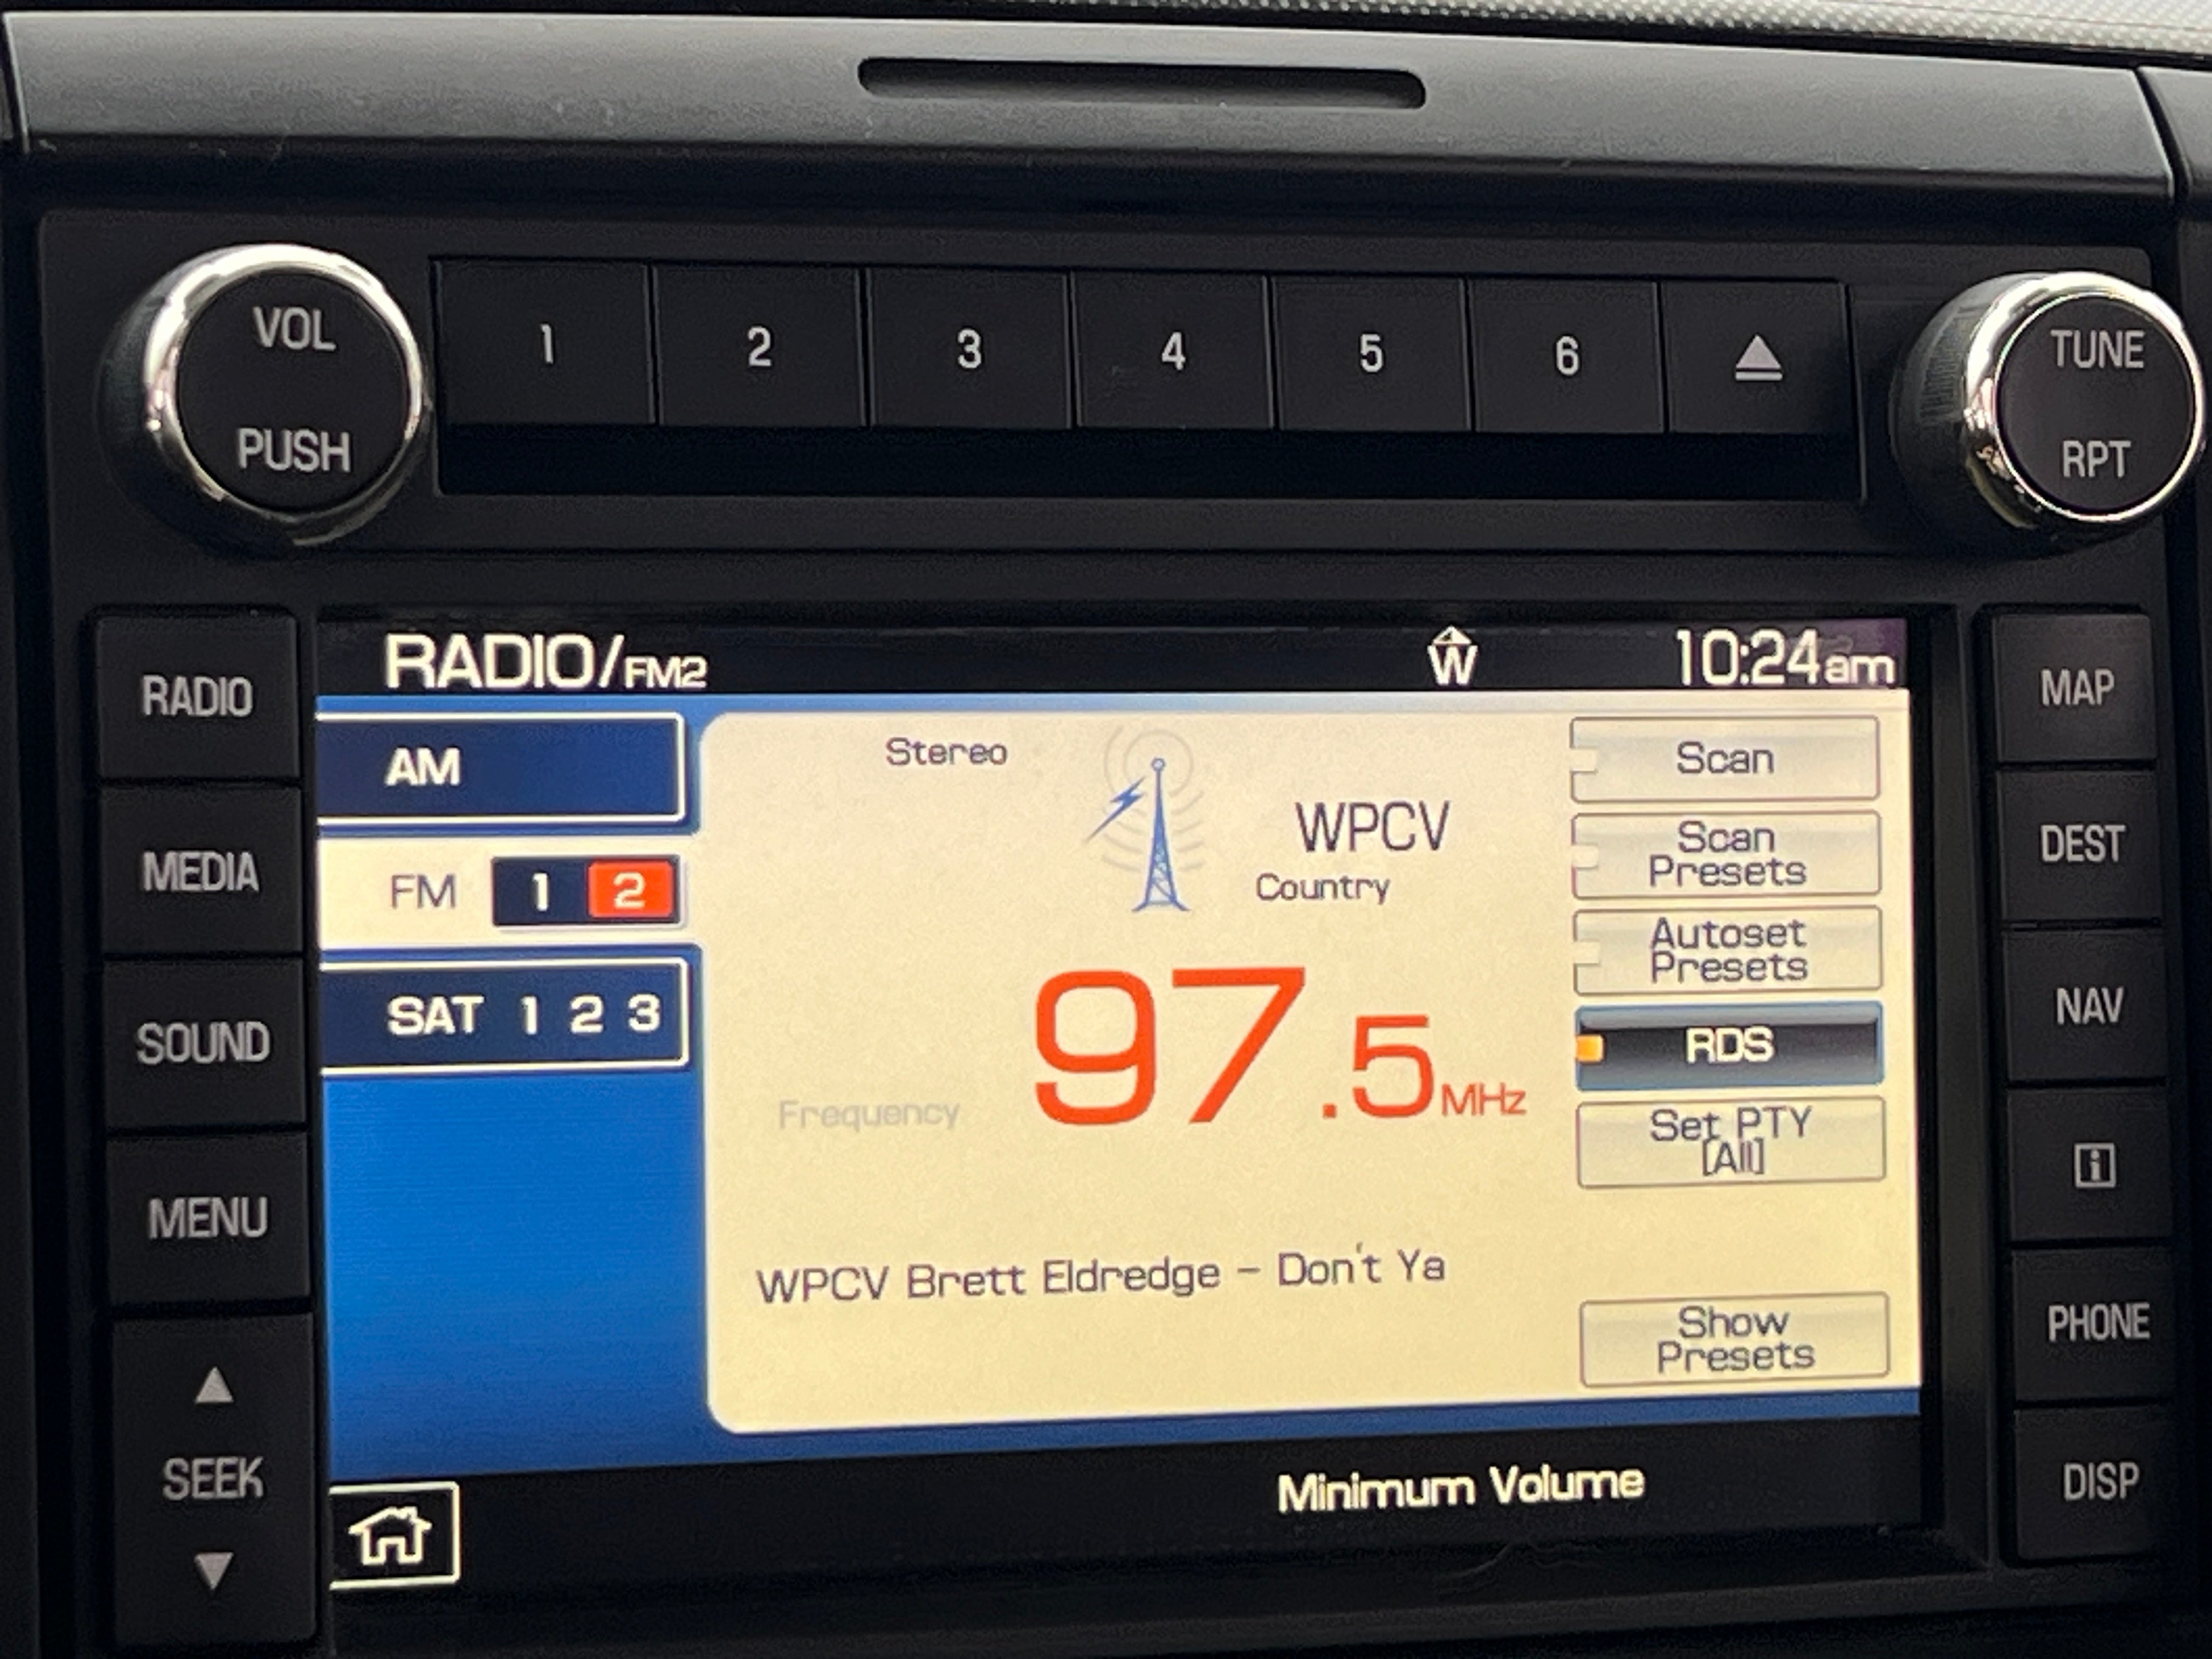 VOL
PUSH
1 2 3 4 5 6
TUNE
RPT
RADIO
MEDIA
SOUND
MENU
SEEK
RADIO/FM2
W
10:24am
AM
FM 1 2
SAT 1 2 3
Stereo
WPCV
Country
97.5MHz
Frequency
WPCV Brett Eldredge - Don't Ya
Scan
Scan
Presets
Autoset
Presets
RDS
Set PTY
[All]
Show
Presets
Minimum Volume
MAP
DEST
NAV
i
PHONE
DISP